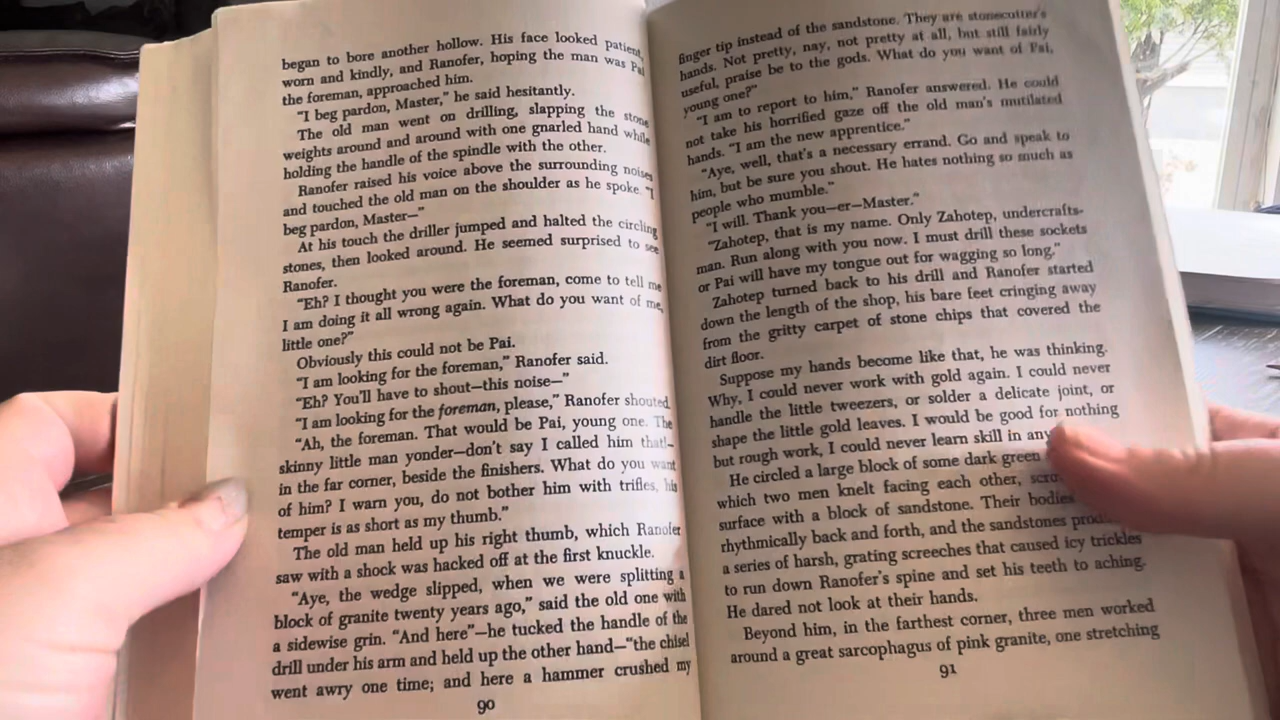 began to bore another hollow. His face looked patient,
worn and kindly, and Ranofer, hoping the man was Pai
the foreman, approached him.
"I beg pardon, Master," he said hesitantly.
The old man went on drilling, slapping the stone
weights around and around with one gnarled hand while
holding the handle of the spindle with the other.
Ranofer raised his voice above the surrounding noises
and touched the old man on the shoulder as he spoke. "I
beg pardon, Master—"
At his touch the driller jumped and halted the circling
stones, then looked around. He seemed surprised to see
Ranofer.
"Eh? I thought you were the foreman, come to tell me
I am doing it all wrong again. What do you want of me,
little one?"
Obviously this could not be Pai.
"I am looking for the foreman," Ranofer said.
"Eh? You'll have to shout—this noise—"
"I am looking for the foreman, please," Ranofer shouted.
"Ah, the foreman. That would be Pai, young one. The
skinny little man yonder—don't say I called him that!—
in the far corner, beside the finishers. What do you want
of him? I warn you, do not bother him with trifles, his
temper is as short as my thumb."
The old man held up his right thumb, which Ranofer
saw with a shock was hacked off at the first knuckle.
"Aye, the wedge slipped, when we were splitting a
block of granite twenty years ago," said the old one with
a sidewise grin. "And here"—he tucked the handle of the
drill under his arm and held up the other hand—"the chisel
went awry one time; and here a hammer crushed my
90
finger tip instead of the sandstone. They are stonecutter's
hands. Not pretty, nay, not pretty at all, but still fairly
useful, praise be to the gods. What do you want of Pai,
young one?"
"I am to report to him," Ranofer answered. He could
not take his horrified gaze off the old man's mutilated
hands. "I am the new apprentice."
"Aye, well, that's a necessary errand. Go and speak to
him, but be sure you shout. He hates nothing so much as
people who mumble."
"I will. Thank you—er—Master."
"Zahotep, that is my name. Only Zahotep, undercrafts-
man. Run along with you now. I must drill these sockets
or Pai will have my tongue out for wagging so long."
Zahotep turned back to his drill and Ranofer started
down the length of the shop, his bare feet cringing away
from the gritty carpet of stone chips that covered the
dirt floor.
Suppose my hands become like that, he was thinking.
Why, I could never work with gold again. I could never
handle the little tweezers, or solder a delicate joint, or
shape the little gold leaves. I would be good for nothing
but rough work, I could never learn skill in
He circled a large block of some dark green
which two men knelt facing each other,
surface with a block of sandstone. Their bodies
rhythmically back and forth, and the sandstones
a series of harsh, grating screeches that caused icy trickles
to run down Ranofer's spine and set his teeth to aching.
He dared not look at their hands.
Beyond him, in the farthest corner, three men worked
around a great sarcophagus of pink granite, one stretching
91